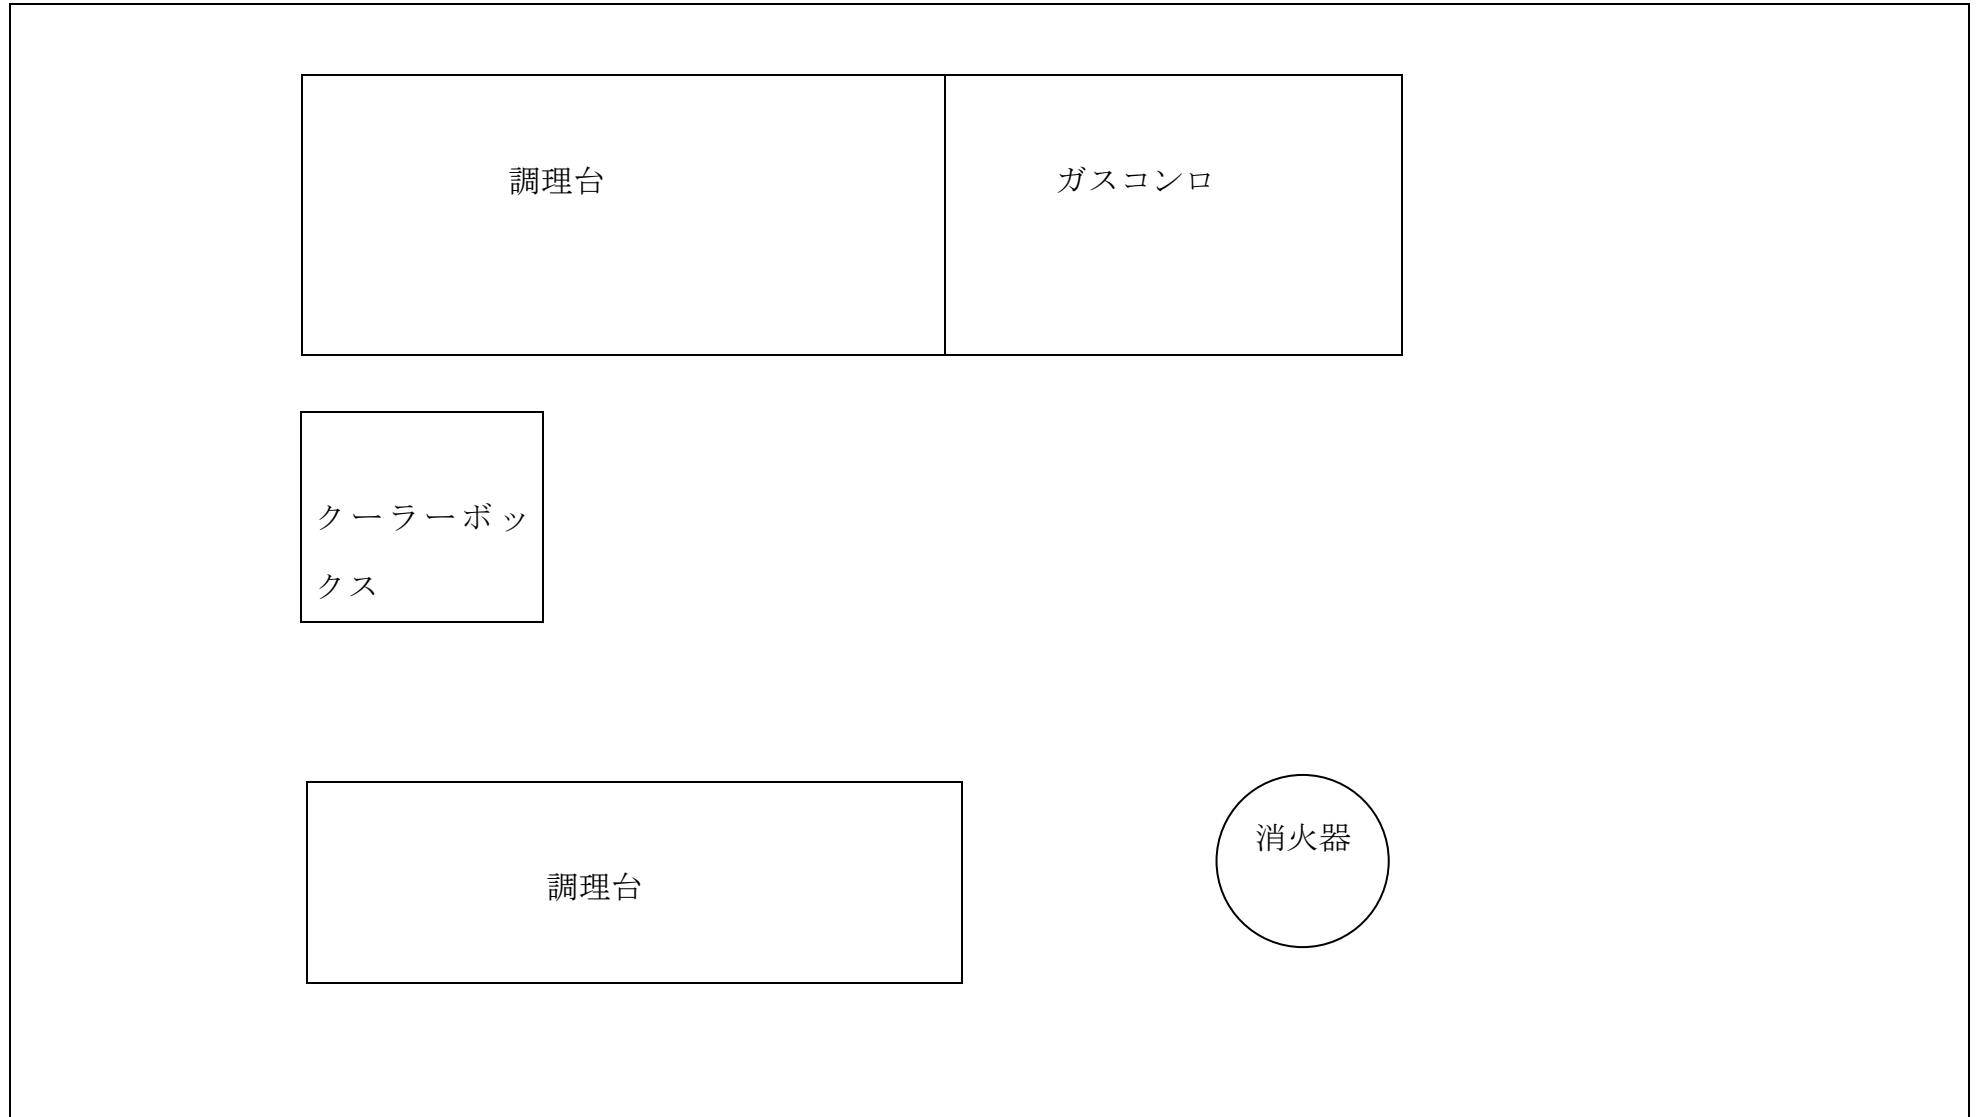 調理台
ガスコンロ
クーラーボッ
クス
調理台
消火器